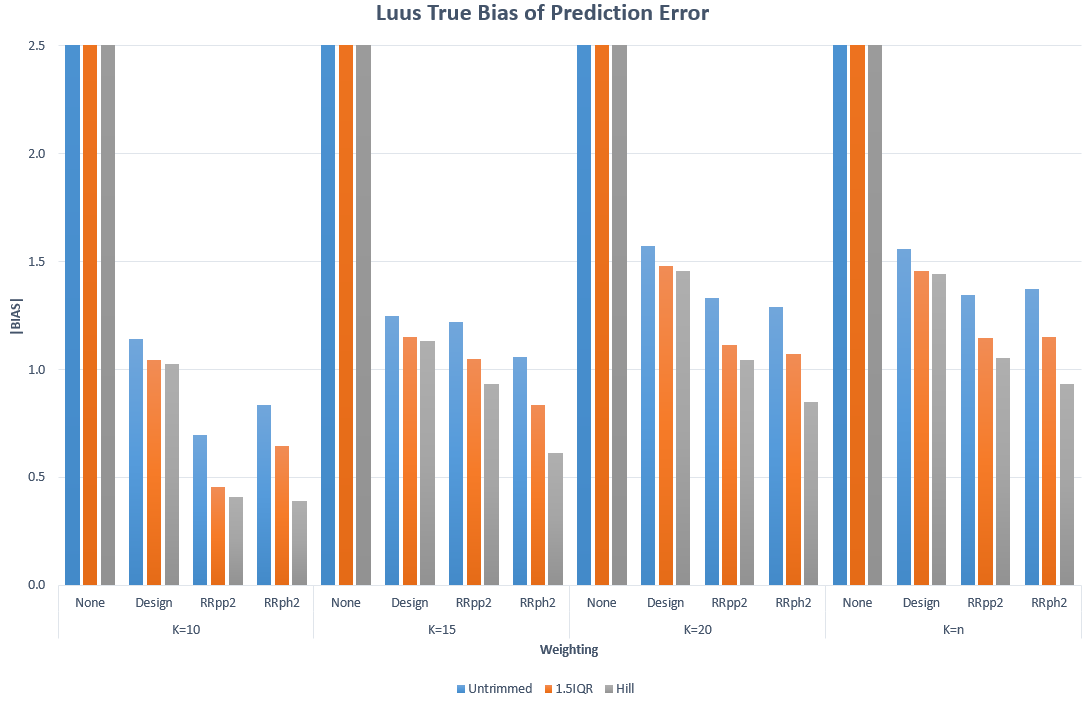 Luus True Bias of Prediction Error
2.5
2.0
1.5
1.0
0.5
0.0
|BIAS|
None Design RRpp2 RRph2 None Design RRpp2 RRph2 None Design RRpp2 RRph2 None Design RRpp2 RRph2
K=10 K=15 K=20 K=n
Weighting
Untrimmed 1.5IQR Hill